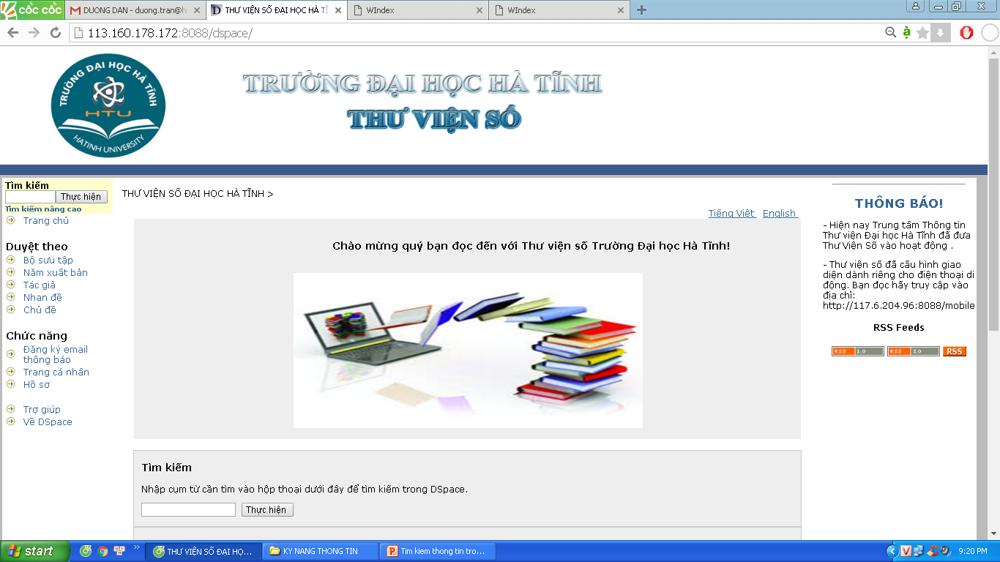 cốc cốc
DUONG DAN - duong.tran@h
THƯ VIỆN SỐ ĐẠI HỌC HÀ TĨ
WIndex
WIndex
113.160.178.172:8088/dspace/
TRƯỜNG ĐẠI HỌC HÀ TĨNH
HTU
HATINH UNIVERSITY
TRƯỜNG ĐẠI HỌC HÀ TĨNH
THƯ VIỆN SỐ
Tìm kiếm
Thực hiện
Tìm kiếm nâng cao
Trang chủ
Duyệt theo
Bộ sưu tập
Năm xuất bản
Tác giả
Nhan đề
Chủ đề
Chức năng
Đăng ký email
thông báo
Trang cá nhân
Hồ sơ
Trợ giúp
Về DSpace
THƯ VIỆN SỐ ĐẠI HỌC HÀ TĨNH >
Tiếng Việt English
Chào mừng quý bạn đọc đến với Thư viện số Trường Đại học Hà Tĩnh!
Tìm kiếm
Nhập cụm từ cần tìm vào hộp thoại dưới đây để tìm kiếm trong DSpace.
Thực hiện
THÔNG BÁO!
- Hiện nay Trung tâm Thông tin
Thư viện Đại học Hà Tĩnh đã đưa
Thư Viện Số vào hoạt động .
- Thư viện số đã cấu hình giao
diện dành riêng cho điện thoại di
động. Bạn đọc hãy truy cập vào
địa chỉ:
http://117.6.204.96:8088/mobile
RSS Feeds
RSS 1.0 RSS 2.0 RSS
start
THƯ VIỆN SỐ ĐẠI HỌ...
KY NANG THONG TIN
Tim kiem thong tin tro...
9:20 PM